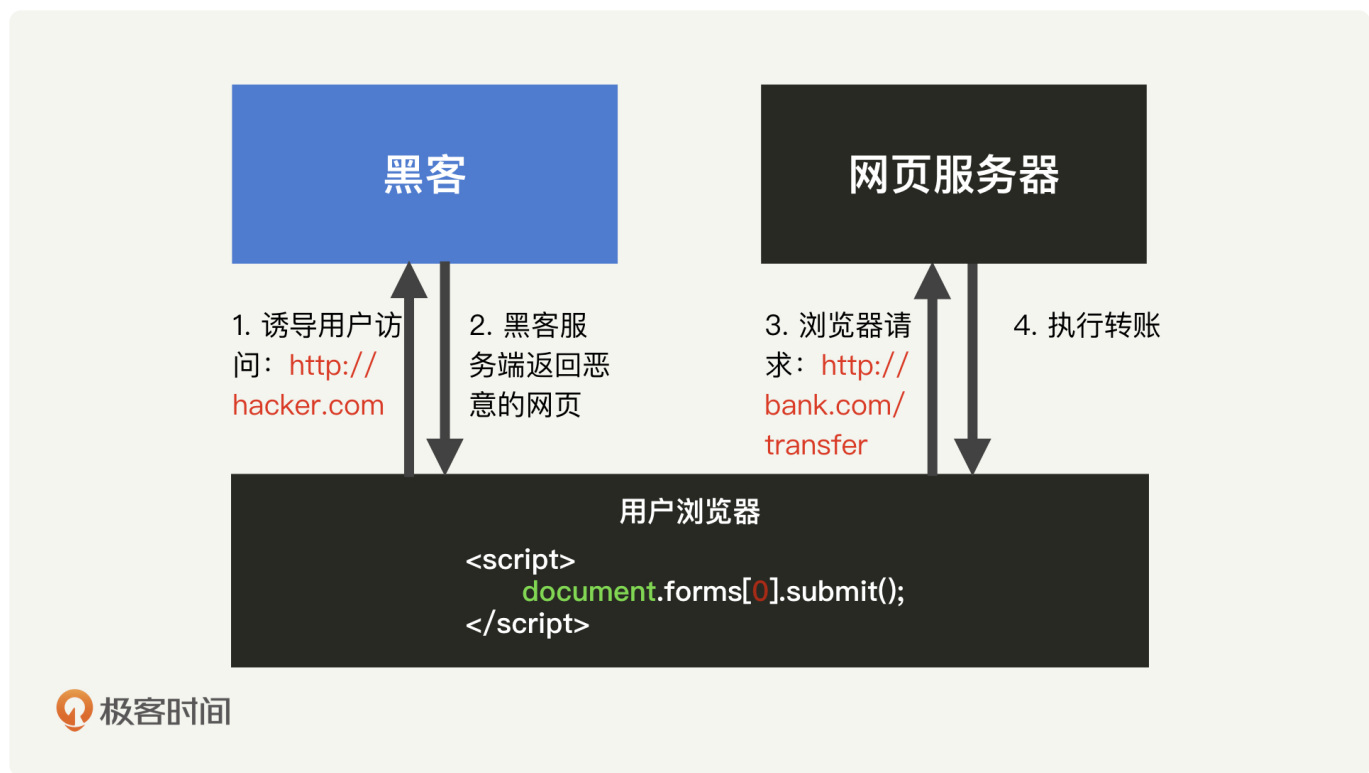 黑客
网页服务器
1. 诱导用户访
问：http://
hacker.com
2. 黑客服
务端返回恶
意的网页
3. 浏览器请
求：http://
bank.com/
transfer
4. 执行转账
用户浏览器
<script>
document.forms[0].submit();
</script>
极客时间